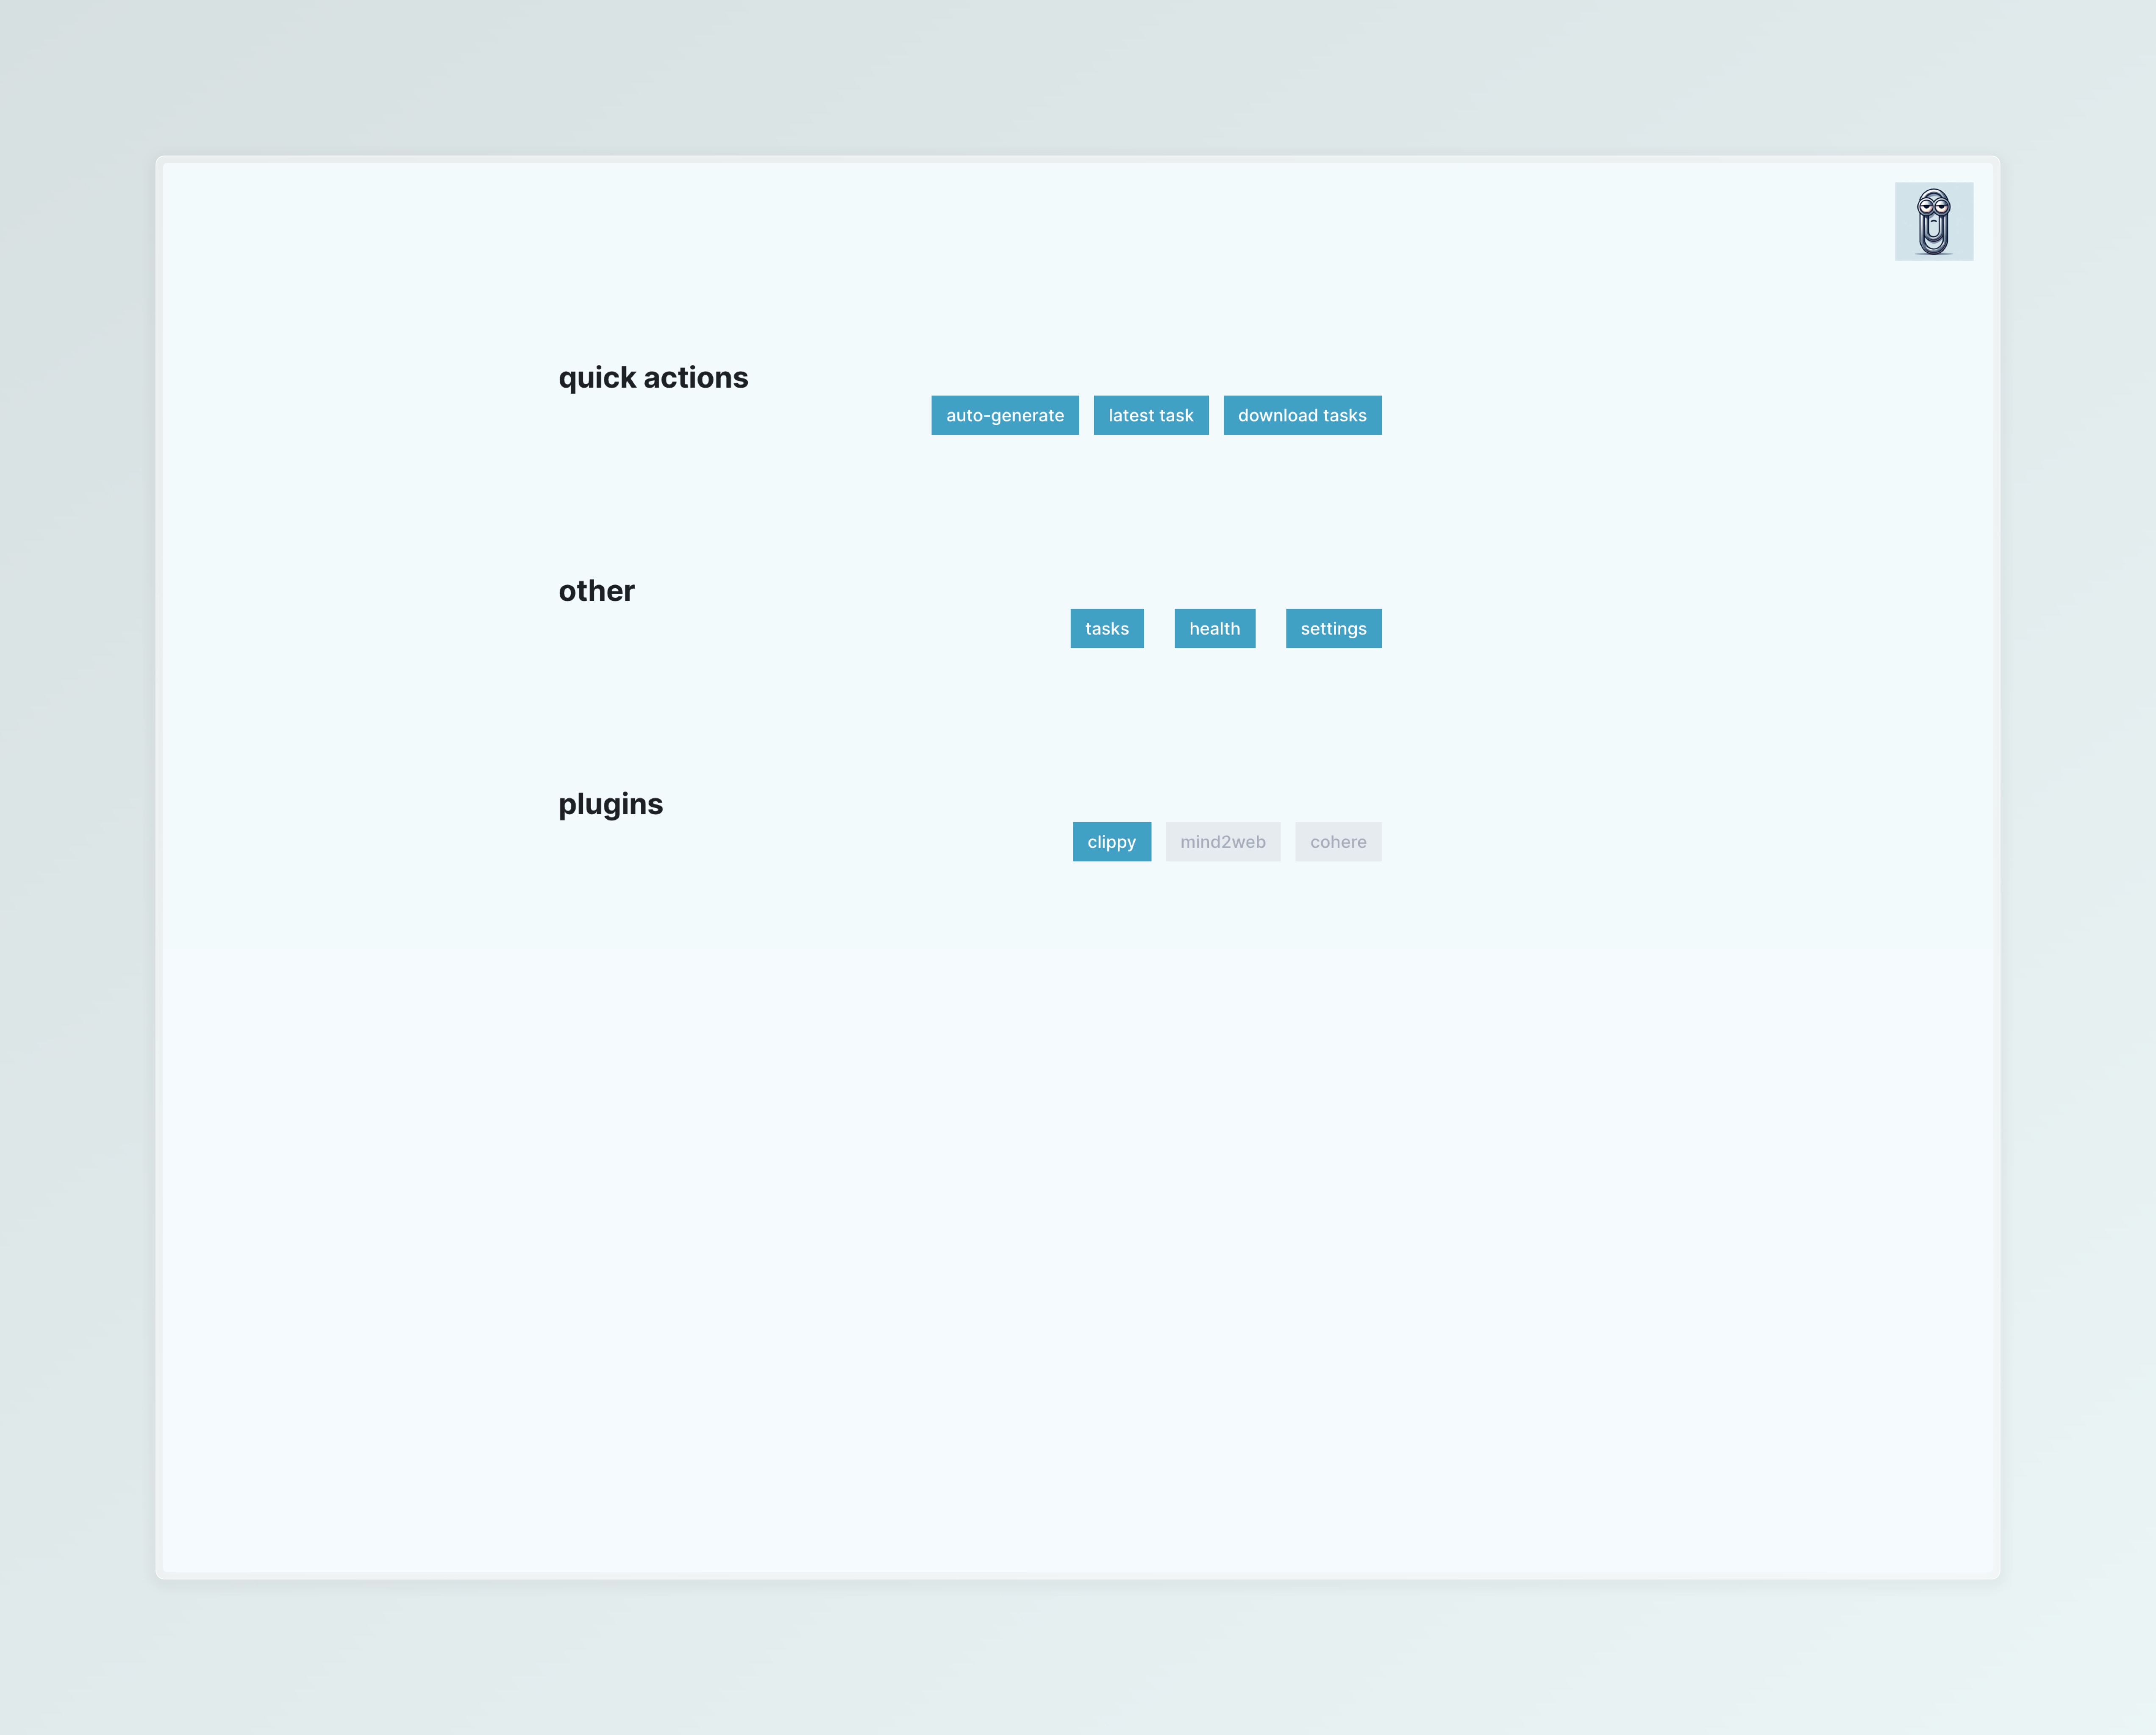 quick actions
auto-generate latest task download tasks
other
tasks health settings
plugins
clippy mind2web cohere